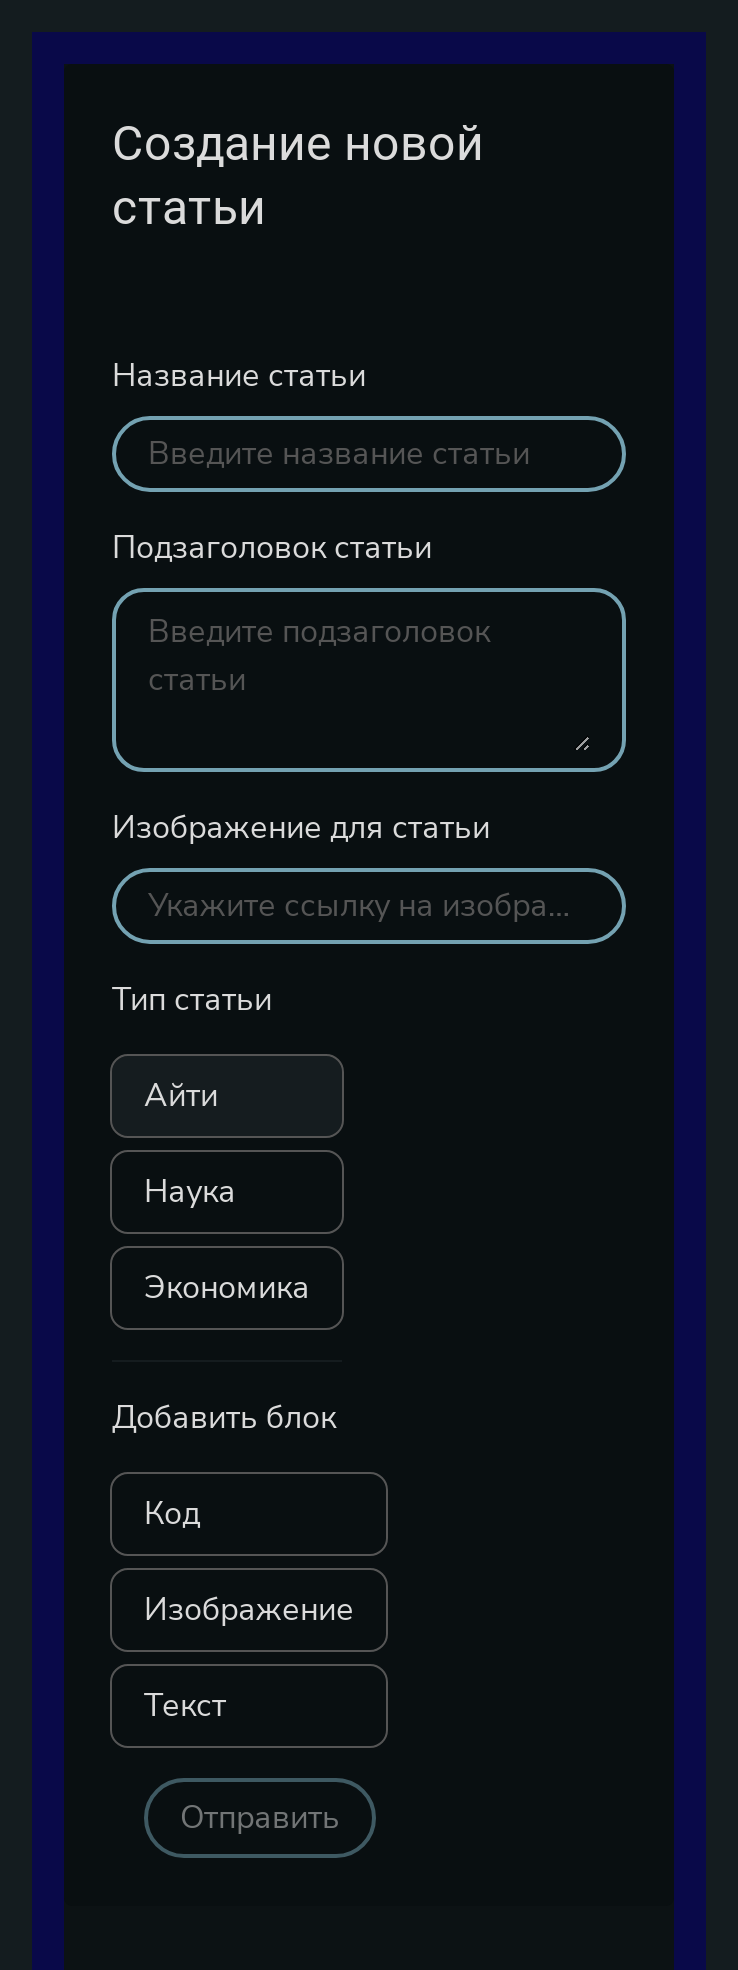 Создание новой
статьи
Название статьи
Введите название статьи
Подзаголовок статьи
Введите подзаголовок
статьи
Изображение для статьи
Укажите ссылку на изобра...
Тип статьи
Айти
Наука
Экономика
Добавить блок
Код
Изображение
Текст
Отправить